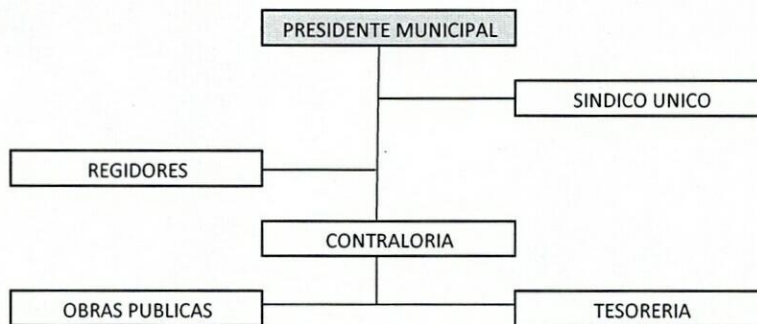 PRESIDENTE MUNICIPAL
SINDICO UNICO
REGIDORES
CONTRALORIA
OBRAS PUBLICAS
TESORERIA